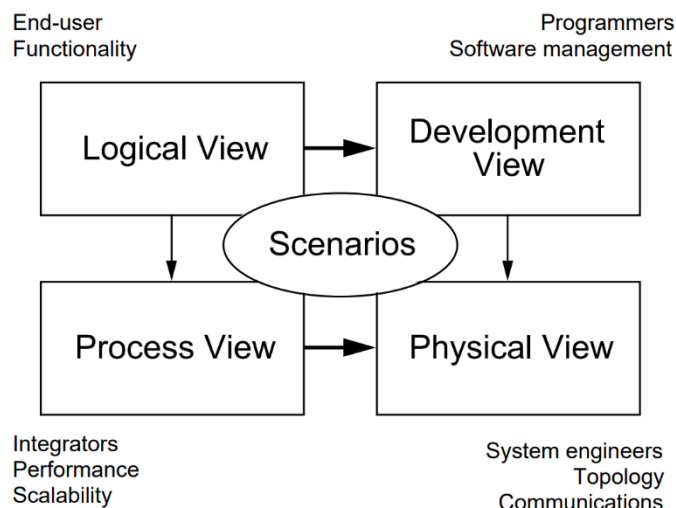 End-user
Functionality
Programmers
Software management
Logical View
Development
View
Scenarios
Process View
Physical View
Integrators
Performance
Scalability
System engineers
Topology
Communications